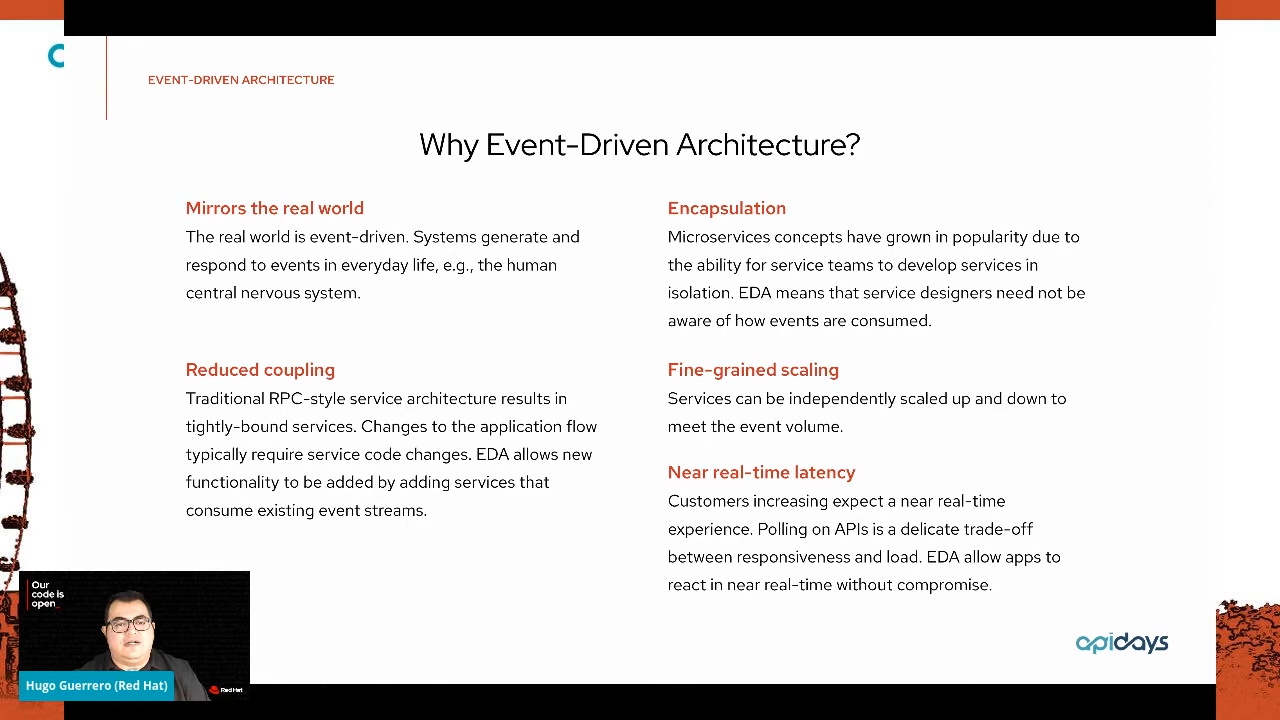 EVENT-DRIVEN ARCHITECTURE
Why Event-Driven Architecture?
Mirrors the real world
The real world is event-driven. Systems generate and
respond to events in everyday life, e.g., the human
central nervous system.
Reduced coupling
Traditional RPC-style service architecture results in
tightly-bound services. Changes to the application flow
typically require service code changes. EDA allows new
functionality to be added by adding services that
consume existing event streams.
Encapsulation
Microservices concepts have grown in popularity due to
the ability for service teams to develop services in
isolation. EDA means that service designers need not be
aware of how events are consumed.
Fine-grained scaling
Services can be independently scaled up and down to
meet the event volume.
Near real-time latency
Customers increasing expect a near real-time
experience. Polling on APIs is a delicate trade-off
between responsiveness and load. EDA allow apps to
react in near real-time without compromise.
Our
code is
open_
Hugo Guerrero (Red Hat)
Red Hat
apidays